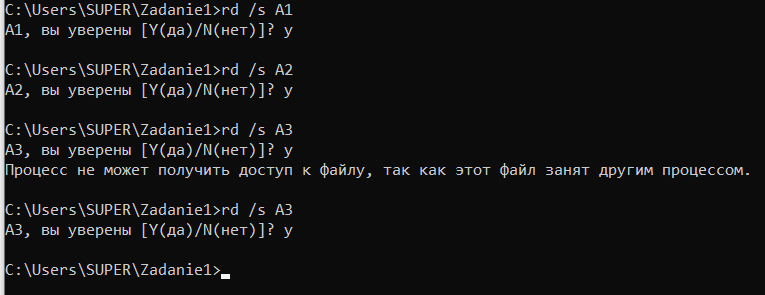 C:\Users\SUPER\Zadanie1>rd /s A1
A1, вы уверены [Y(да)/N(нет)]? y
C:\Users\SUPER\Zadanie1>rd /s A2
A2, вы уверены [Y(да)/N(нет)]? y
C:\Users\SUPER\Zadanie1>rd /s A3
A3, вы уверены [Y(да)/N(нет)]? y
Процесс не может получить доступ к файлу, так как этот файл занят другим процессом.
C:\Users\SUPER\Zadanie1>rd /s A3
A3, вы уверены [Y(да)/N(нет)]? y
C:\Users\SUPER\Zadanie1>